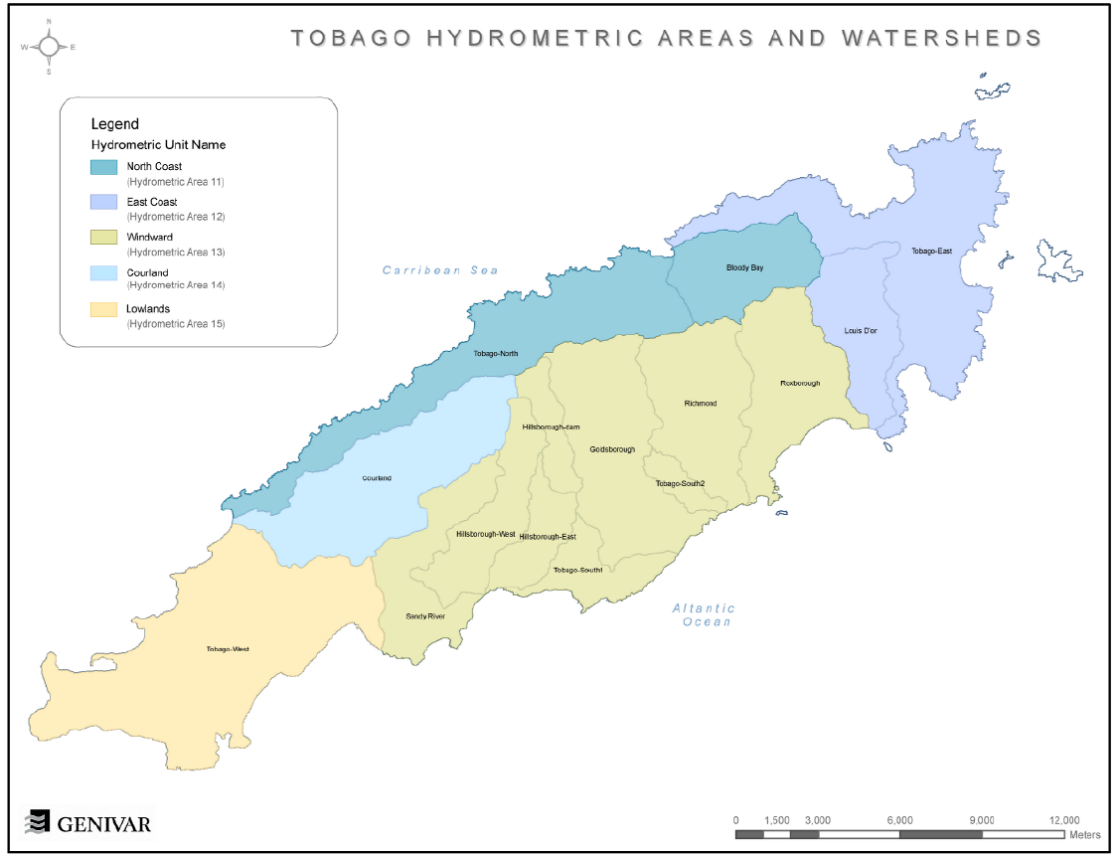 N
W E
S
TOBAGO HYDROMETRIC AREAS AND WATERSHEDS
Legend
Hydrometric Unit Name
North Coast
(Hydrometric Area 11)
East Coast
(Hydrometric Area 12)
Windward
(Hydrometric Area 13)
Courland
(Hydrometric Area 14)
Lowlands
(Hydrometric Area 15)
Carribean Sea
Tobago-East
Bloody Bay
Louis D'or
Tobago-North
Roxborough
Richmond
Hillsborough-dam
Goldsborough
Courland
Tobago-South2
Hillsborough-West
Hillsborough-East
Tobago-South1
Altantic
Ocean
Sandy River
Tobago-West
GENIVAR
0 1,500 3,000 6,000 9,000 12,000
Meters